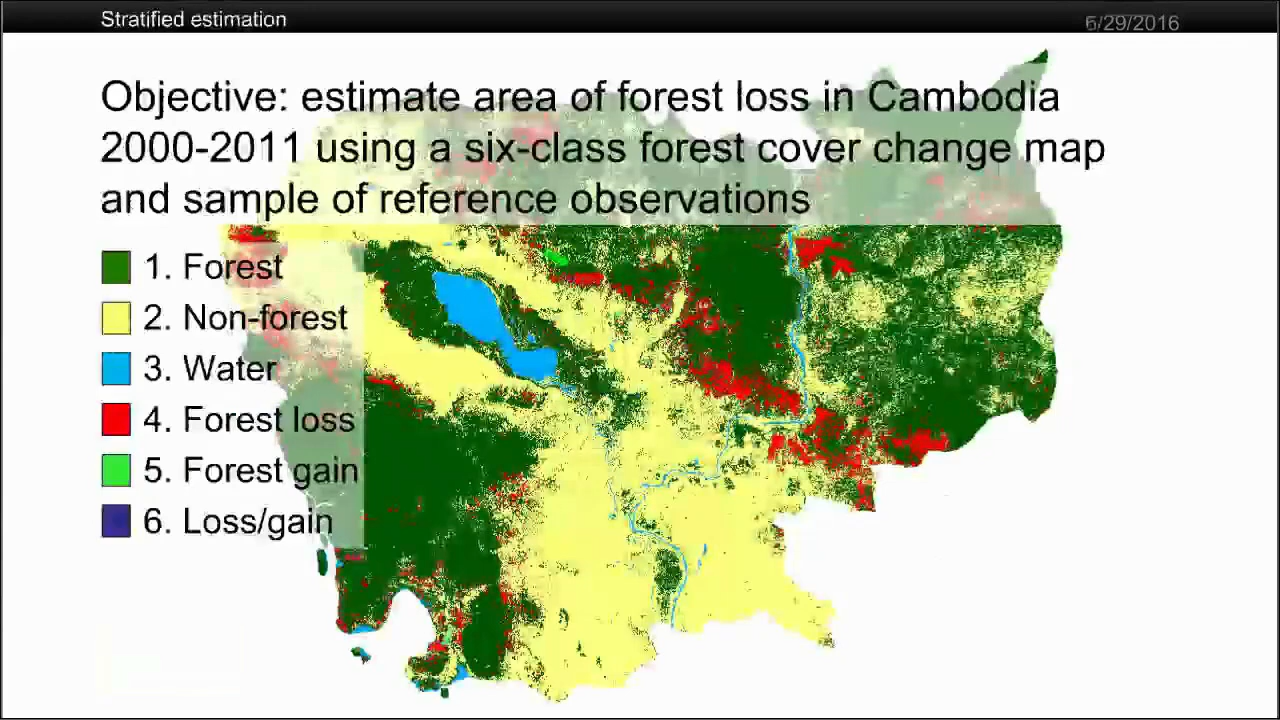 Stratified estimation
6/29/2016
Objective: estimate area of forest loss in Cambodia
2000-2011 using a six-class forest cover change map
and sample of reference observations
1. Forest
2. Non-forest
3. Water
4. Forest loss
5. Forest gain
6. Loss/gain